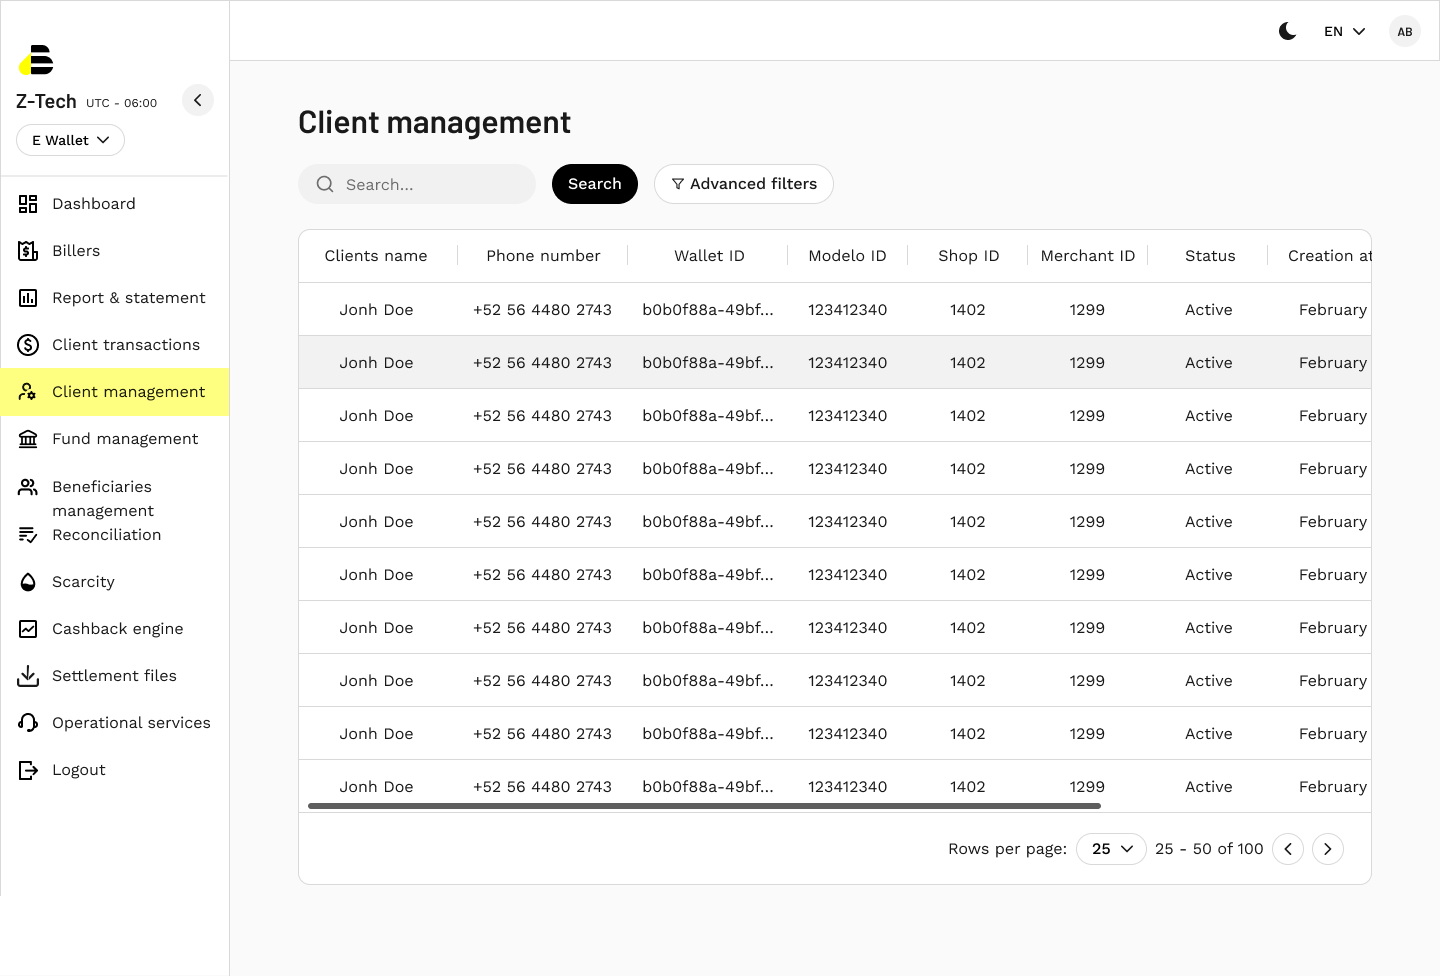 EN
AB
Z-Tech UTC - 06:00
E Wallet
Dashboard
Billers
Report & statement
Client transactions
Client management
Fund management
Beneficiaries
management
Reconciliation
Scarcity
Cashback engine
Settlement files
Operational services
Logout
Client management
Search...
Search
Advanced filters
Clients name Phone number Wallet ID Modelo ID Shop ID Merchant ID Status Creation at
Jonh Doe +52 56 4480 2743 b0b0f88a-49bf... 123412340 1402 1299 Active February
Jonh Doe +52 56 4480 2743 b0b0f88a-49bf... 123412340 1402 1299 Active February
Jonh Doe +52 56 4480 2743 b0b0f88a-49bf... 123412340 1402 1299 Active February
Jonh Doe +52 56 4480 2743 b0b0f88a-49bf... 123412340 1402 1299 Active February
Jonh Doe +52 56 4480 2743 b0b0f88a-49bf... 123412340 1402 1299 Active February
Jonh Doe +52 56 4480 2743 b0b0f88a-49bf... 123412340 1402 1299 Active February
Jonh Doe +52 56 4480 2743 b0b0f88a-49bf... 123412340 1402 1299 Active February
Jonh Doe +52 56 4480 2743 b0b0f88a-49bf... 123412340 1402 1299 Active February
Jonh Doe +52 56 4480 2743 b0b0f88a-49bf... 123412340 1402 1299 Active February
Jonh Doe +52 56 4480 2743 b0b0f88a-49bf... 123412340 1402 1299 Active February
Rows per page: 25 25 - 50 of 100